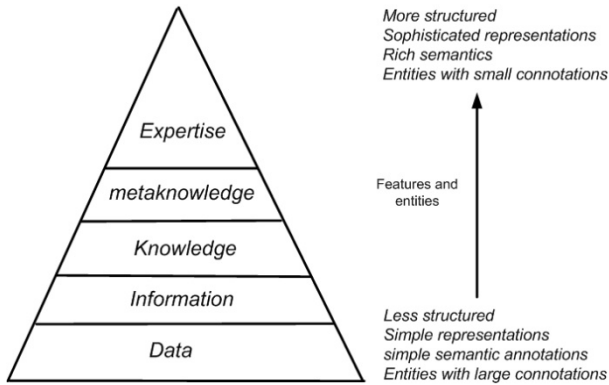 More structured
Sophisticated representations
Rich semantics
Entities with small connotations
Expertise
metaknowledge
Features and
entities
Knowledge
Information
Data
Less structured
Simple representations
simple semantic annotations
Entities with large connotations